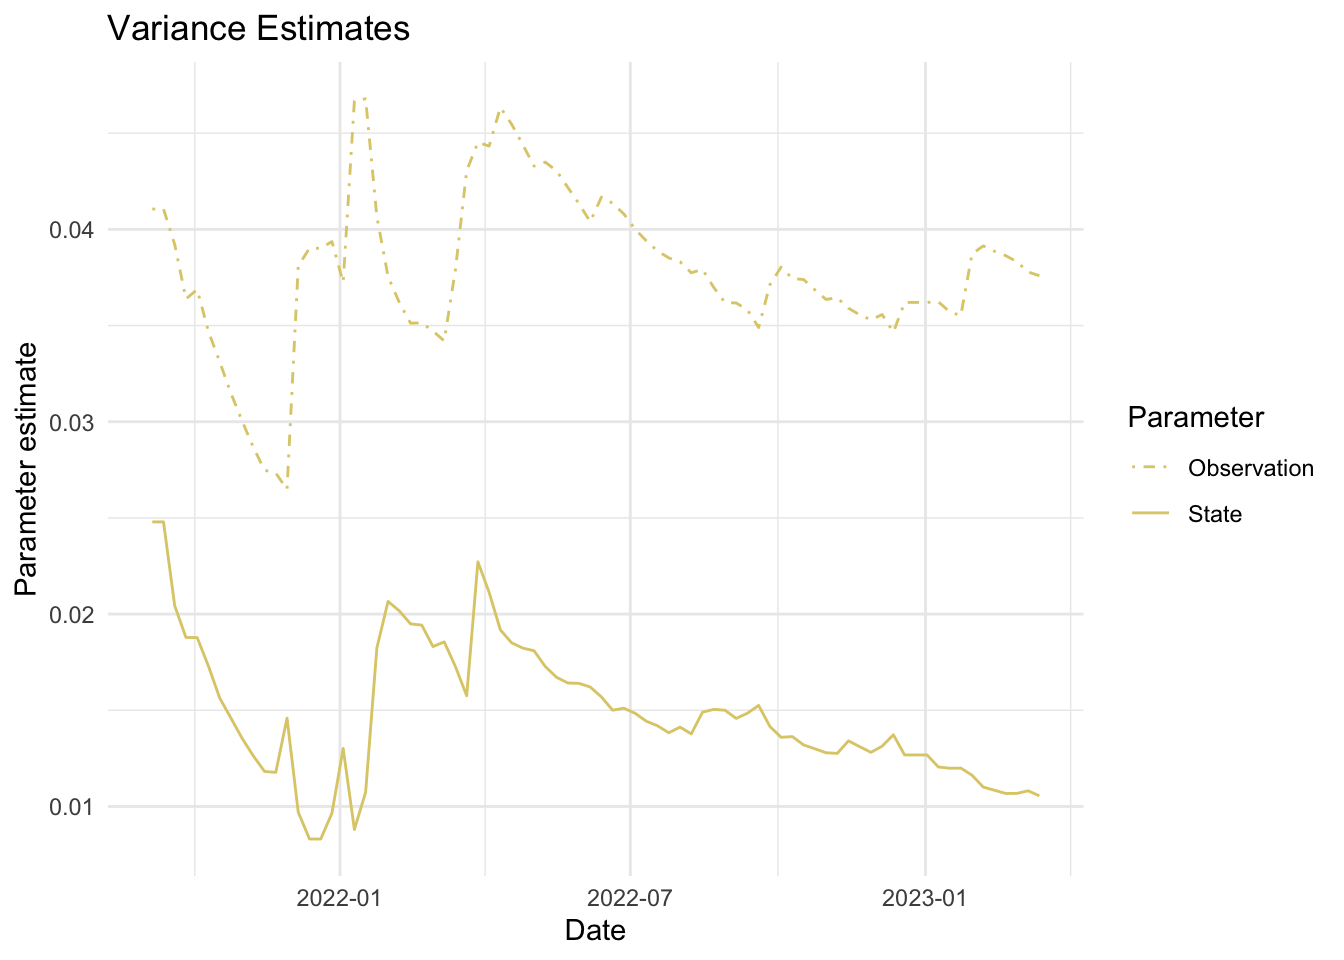 Variance Estimates
0.04
0.03
0.02
0.01
Parameter estimate
2022-01
2022-07
2023-01
Date
Parameter
Observation
State